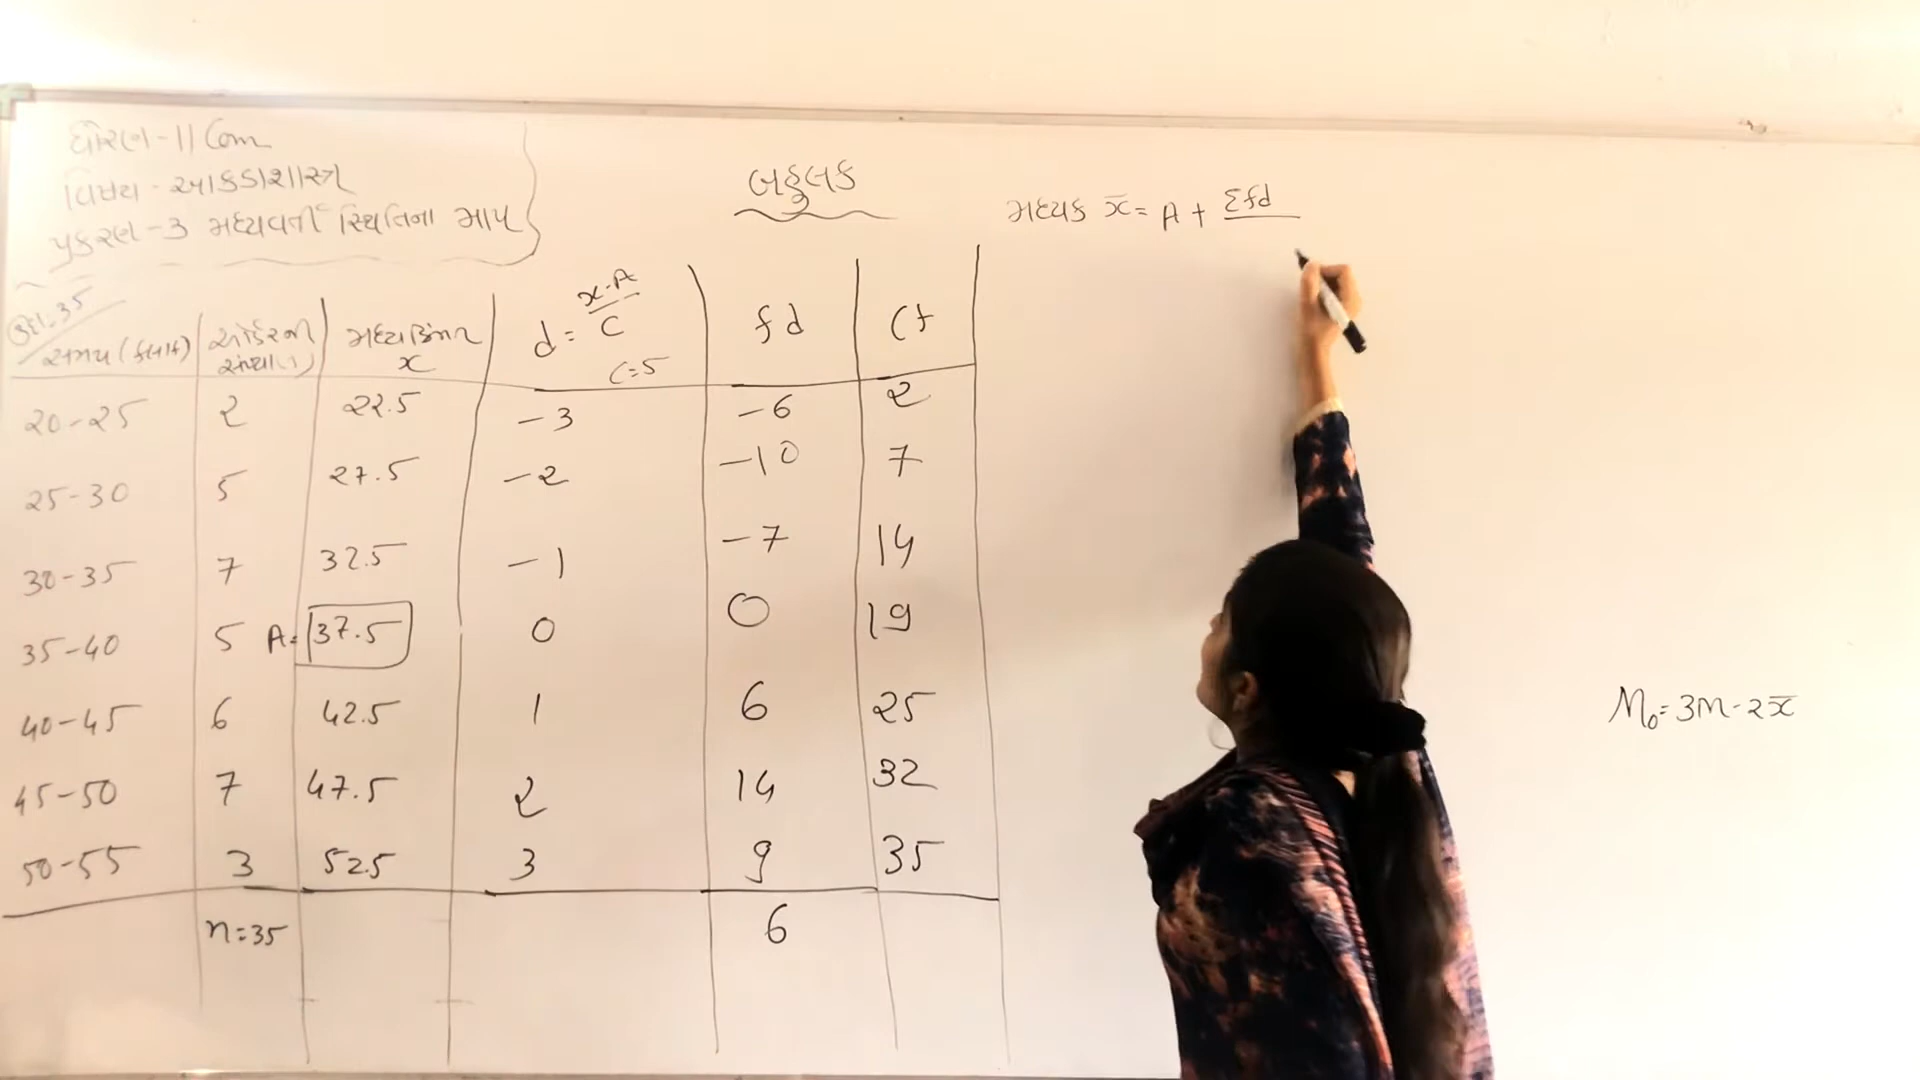 ધોરણ - 11 Com
વિષય - આકડાશાસ્ત્ર
પ્રકરણ - 3 મધ્યવર્તી સ્થિતિના માપ
બહુલક
મધ્યક x̄ = A + Σfd
ઉદા. 35
સમય (કલાક) ઓર્ડરની સંખ્યા મધ્યકિંમત x d = x-A / C C=5 fd Cf
20-25 2 22.5 -3 -6 2
25-30 5 27.5 -2 -10 7
30-35 7 32.5 -1 -7 14
35-40 5 A= 37.5 0 0 19
40-45 6 42.5 1 6 25
45-50 7 47.5 2 14 32
50-55 3 52.5 3 9 35
n=35 6
M₀ = 3M - 2x̄